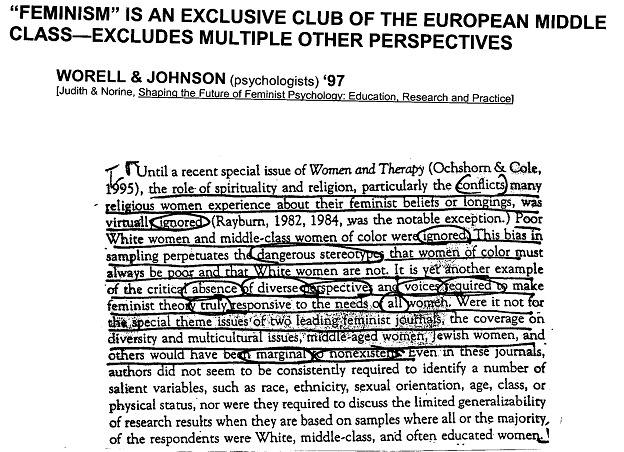 “FEMINISM” IS AN EXCLUSIVE CLUB OF THE EUROPEAN MIDDLE
CLASS—EXCLUDES MULTIPLE OTHER PERSPECTIVES
WORELL & JOHNSON (psychologists) ‘97
[Judith & Norine, Shaping the Future of Feminist Psychology: Education, Research and Practice]
Until a recent special issue of Women and Therapy (Ochshorn & Cole,
1995), the role of spirituality and religion, particularly the conflicts many
religious women experience about their feminist beliefs or longings, was
virtually ignored (Rayburn, 1982, 1984, was the notable exception.) Poor
White women and middle-class women of color were ignored. This bias in
sampling perpetuates the dangerous stereotypes that women of color must
always be poor and that White women are not. It is yet another example
of the critical absence of diverse perspectives and voices required to make
feminist theory truly responsive to the needs of all women. Were it not for
the special theme issues of two leading feminist journals, the coverage on
diversity and multicultural issues, middle-aged women, Jewish women, and
others would have been marginal to nonexistent. Even in these journals,
authors did not seem to be consistently required to identify a number of
salient variables, such as race, ethnicity, sexual orientation, age, class, or
physical status, nor were they required to discuss the limited generalizability
of research results when they are based on samples where all or the majority
of the respondents were White, middle-class, and often educated women.